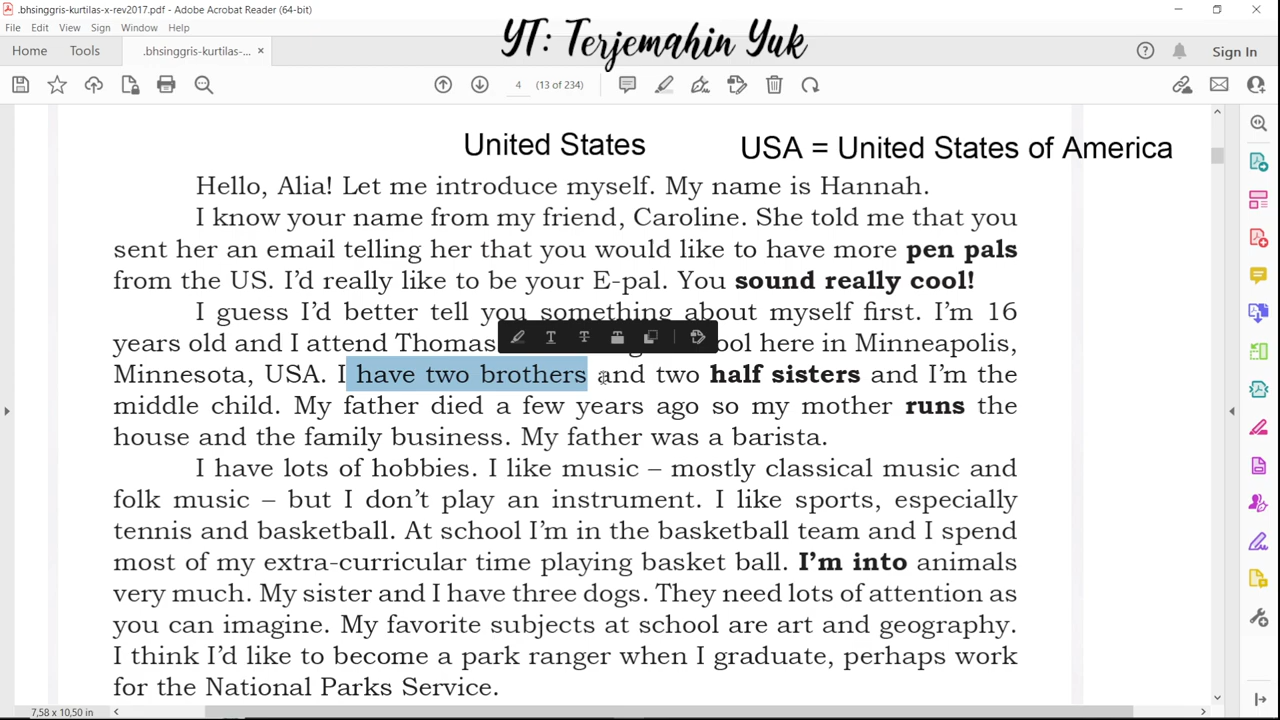 .bhsinggris-kurtilas-x-rev2017.pdf - Adobe Acrobat Reader (64-bit)
File Edit View Sign Window Help
YT: Terjemahin Yuk
Home Tools .bhsinggris-kurtilas-... × Sign In
4 (13 of 234)
United States USA = United States of America
Hello, Alia! Let me introduce myself. My name is Hannah.
I know your name from my friend, Caroline. She told me that you
sent her an email telling her that you would like to have more pen pals
from the US. I'd really like to be your E-pal. You sound really cool!
I guess I'd better tell you something about myself first. I'm 16
years old and I attend Thomas ool here in Minneapolis,
Minnesota, USA. I have two brothers and two half sisters and I'm the
middle child. My father died a few years ago so my mother runs the
house and the family business. My father was a barista.
I have lots of hobbies. I like music – mostly classical music and
folk music – but I don't play an instrument. I like sports, especially
tennis and basketball. At school I'm in the basketball team and I spend
most of my extra-curricular time playing basket ball. I'm into animals
very much. My sister and I have three dogs. They need lots of attention as
you can imagine. My favorite subjects at school are art and geography.
I think I'd like to become a park ranger when I graduate, perhaps work
for the National Parks Service.
7,58 x 10,50 in